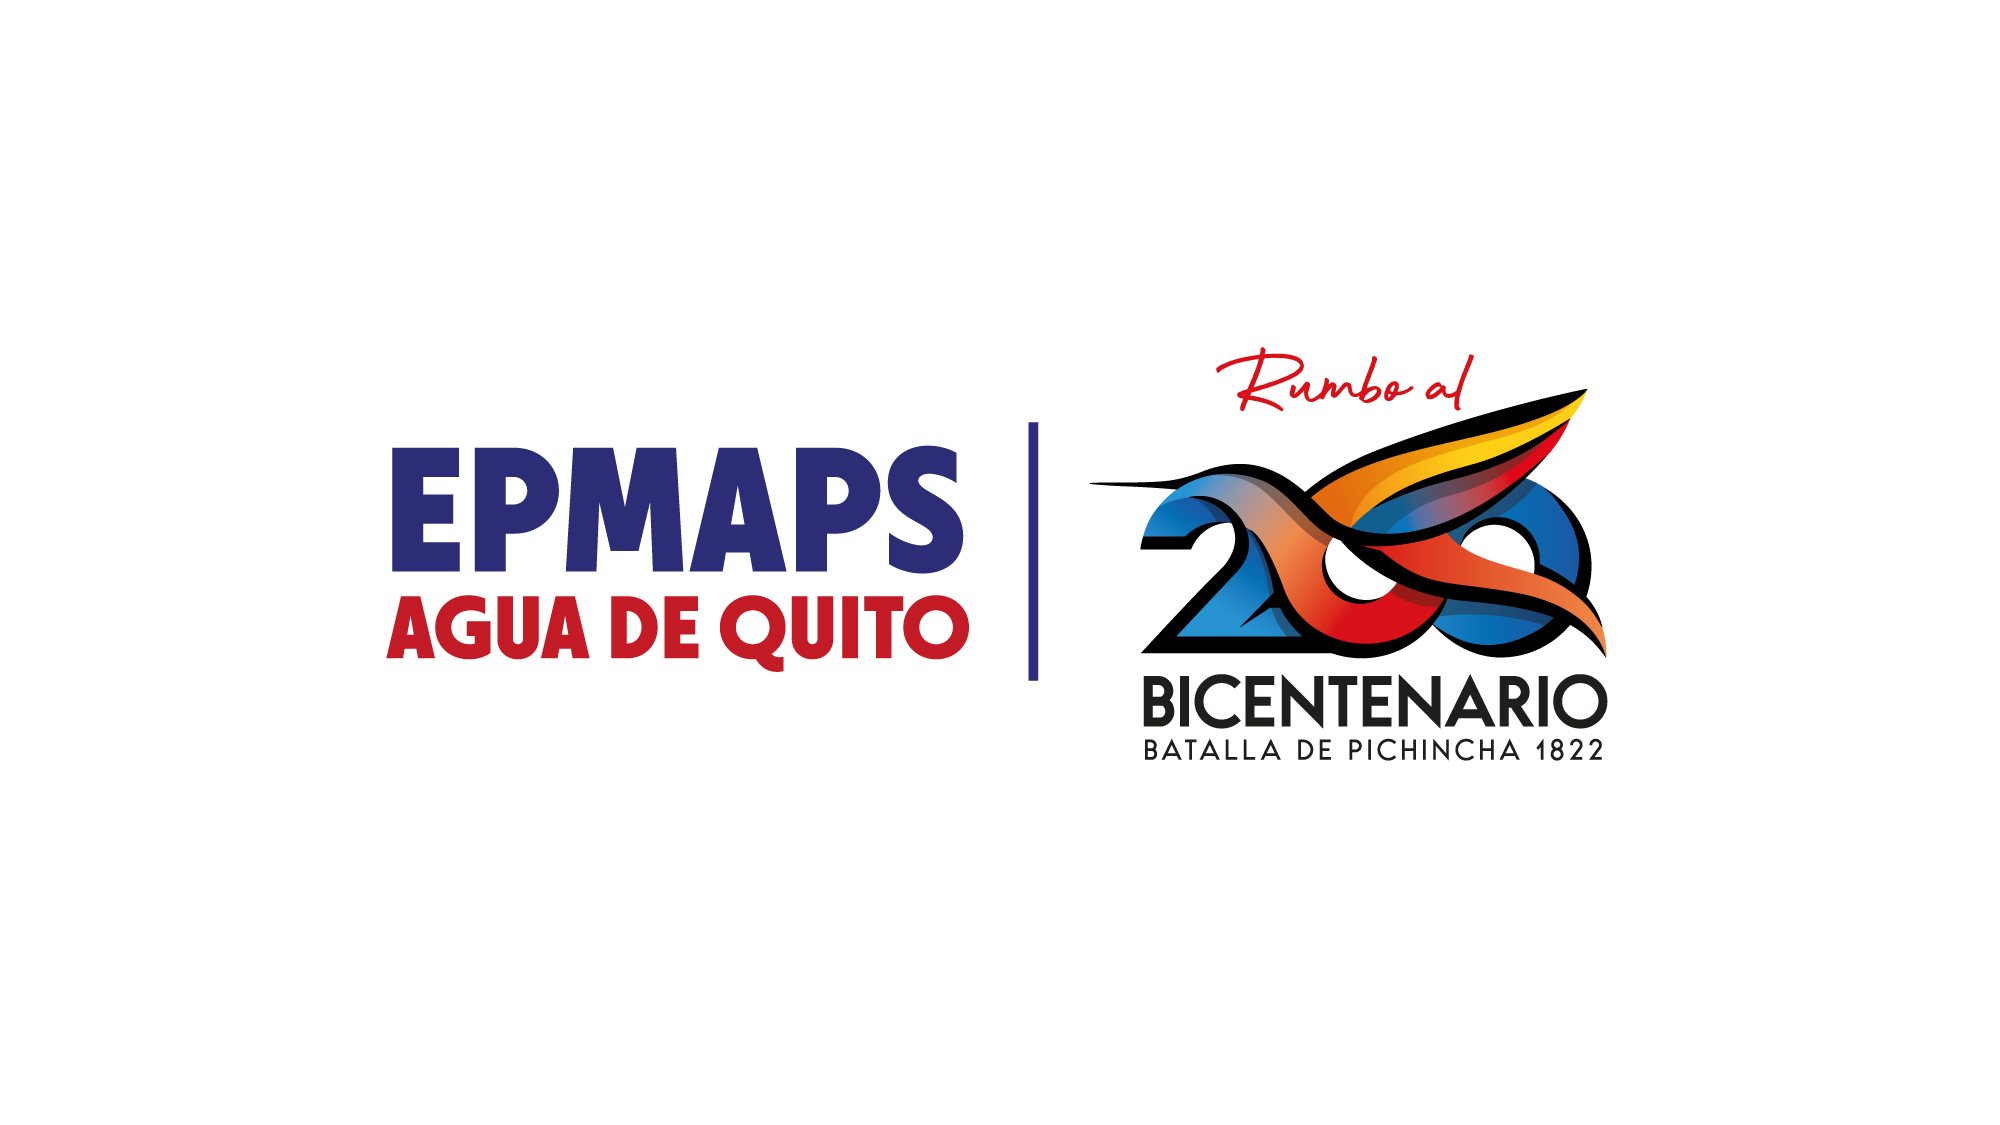 EPMAPS
AGUA DE QUITO
Rumbo al
200
BICENTENARIO
BATALLA DE PICHINCHA 1822